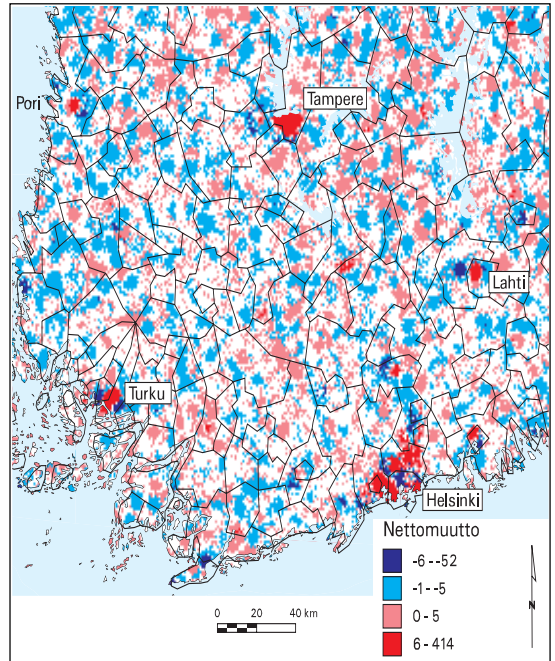 Pori
Tampere
Lahti
Turku
Helsinki
Nettomuutto
-6 --52
-1--5
0 - 5
6 - 414
0 20 40 km
N